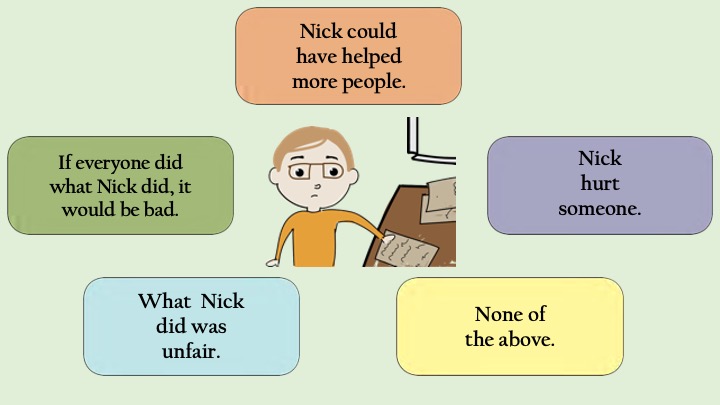 Nick could
have helped
more people.
If everyone did
what Nick did, it
would be bad.
Nick
hurt
someone.
What Nick
did was
unfair.
None of
the above.